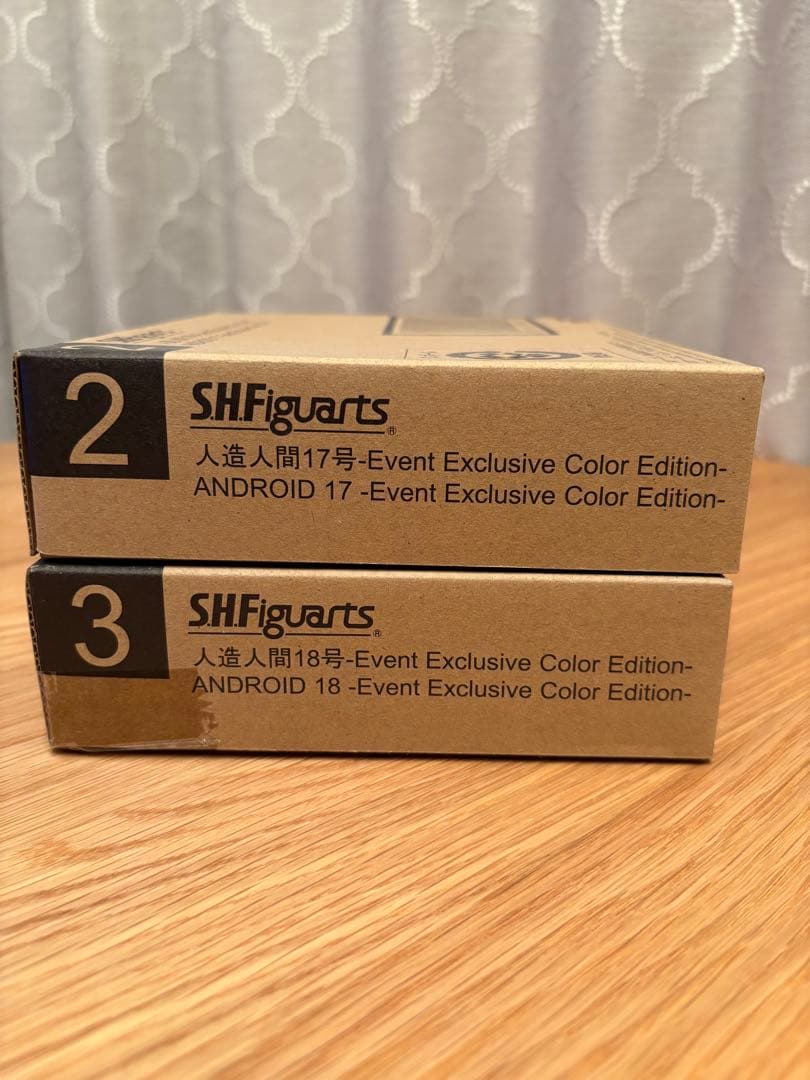 2
S.H.Figuarts®
人造人間17号-Event Exclusive Color Edition-
ANDROID 17 -Event Exclusive Color Edition-
3
S.H.Figuarts®
人造人間18号-Event Exclusive Color Edition-
ANDROID 18 -Event Exclusive Color Edition-